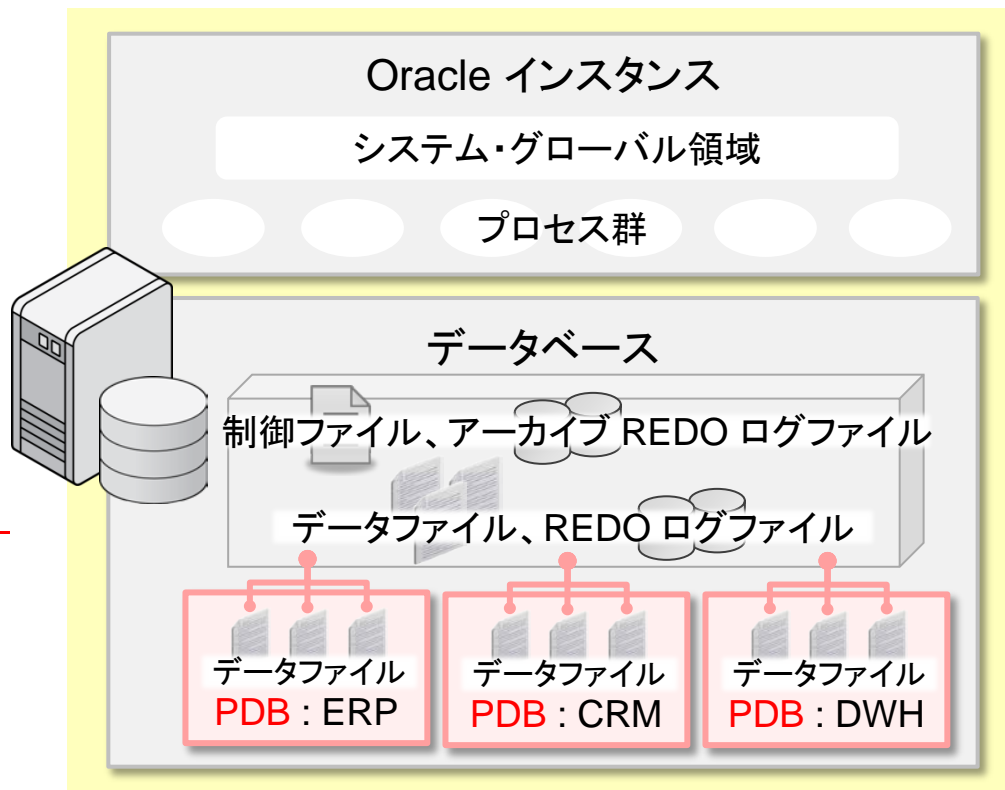 Oracle インスタンス
システム・グローバル領域
プロセス群
データベース
制御ファイル、アーカイブ REDO ログファイル
データファイル、REDO ログファイル
データファイル
PDB : ERP
データファイル
PDB : CRM
データファイル
PDB : DWH